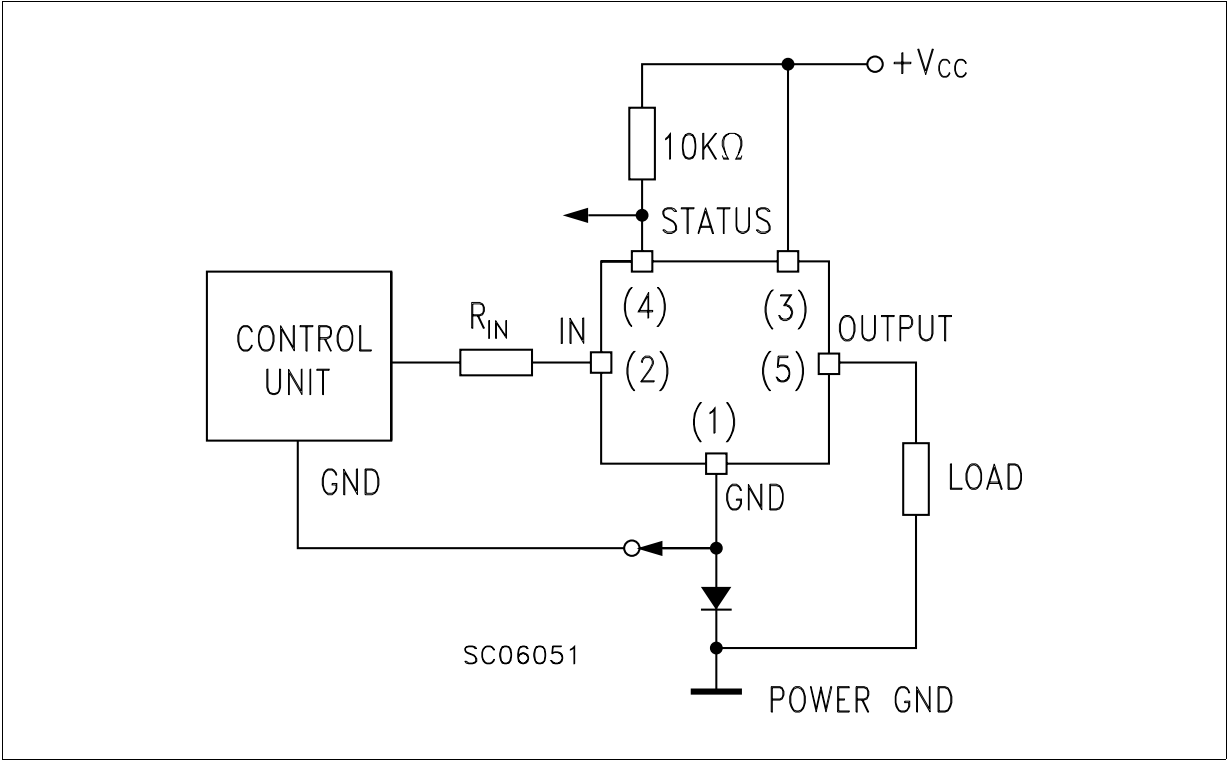 +VCC
10KΩ
STATUS
(4)
(3)
RIN
IN
OUTPUT
CONTROL
UNIT
(2)
(5)
(1)
GND
GND
LOAD
SC06051
POWER GND